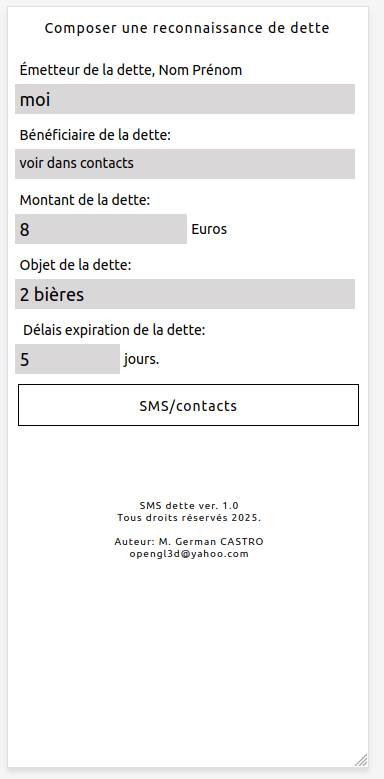 Composer une reconnaissance de dette
Émetteur de la dette, Nom Prénom
moi
Bénéficiaire de la dette:
voir dans contacts
Montant de la dette:
8 Euros
Objet de la dette:
2 bières
Délais expiration de la dette:
5 jours.
SMS/contacts
SMS dette ver. 1.0
Tous droits réservés 2025.
Auteur: M. German CASTRO
opengl3d@yahoo.com